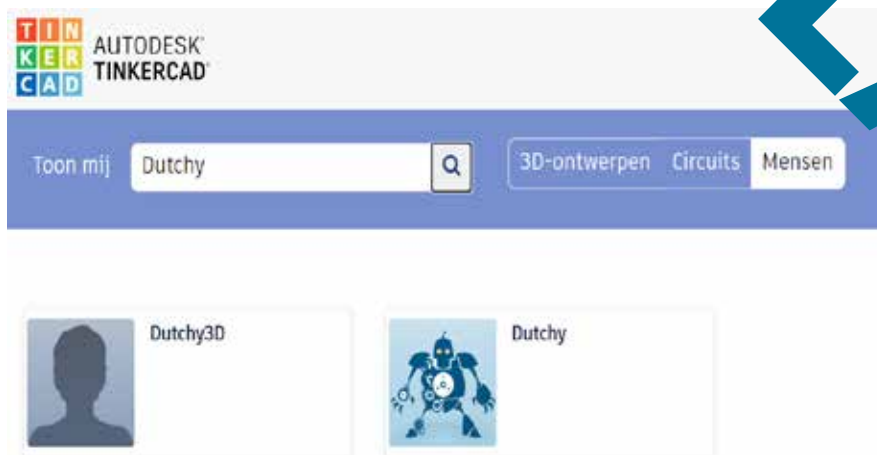 TIN
KER
CAD
AUTODESK®
TINKERCAD®
Toon mij
Dutchy
3D-ontwerpen
Circuits
Mensen
Dutchy3D
Dutchy